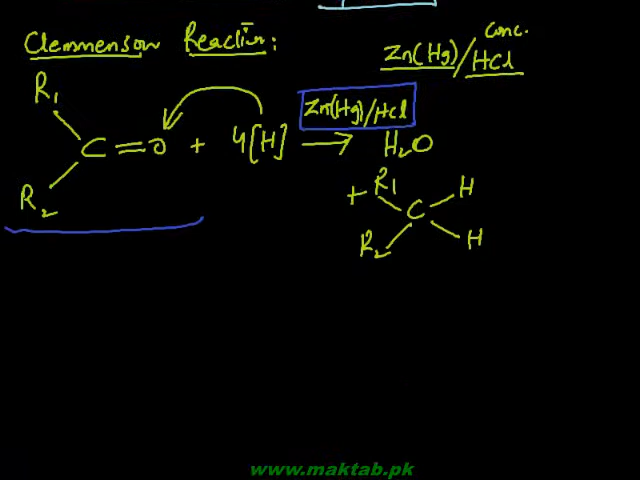 Clemmenson Reaction:
conc.
Zn(Hg)/HCl
R1
C=O + 4[H] → H2O
Zn(Hg)/HCl
R2
+ R1 C H
R2 H
www.maktab.pk